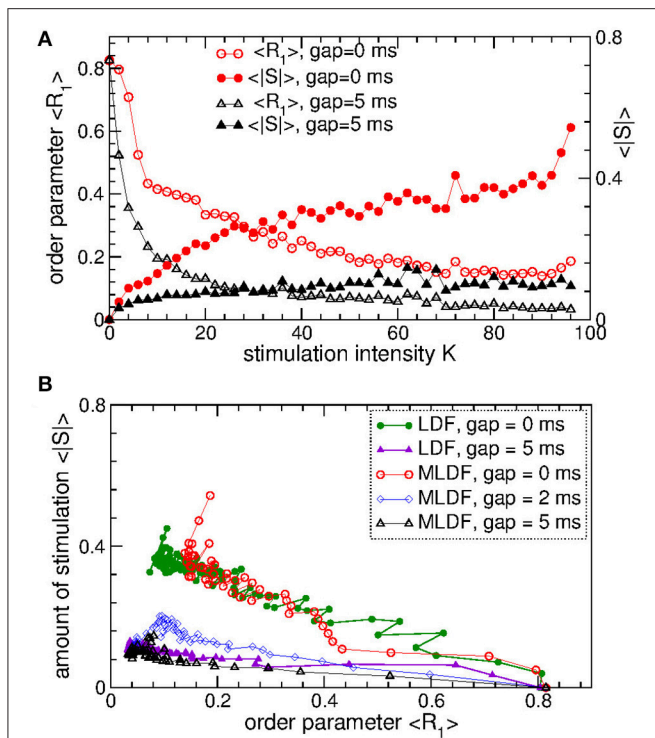 A
<R1>, gap=0 ms
<|S|>, gap=0 ms
<R1>, gap=5 ms
<|S|>, gap=5 ms
order parameter <R1>
0.8
0.6
0.4
0.2
0
<|S|>
0.8
0.4
0
0 20 40 60 80 100
stimulation intensity K
B
LDF, gap = 0 ms
LDF, gap = 5 ms
MLDF, gap = 0 ms
MLDF, gap = 2 ms
MLDF, gap = 5 ms
amount of stimulation <|S|>
0.8
0.4
0
0 0.2 0.4 0.6 0.8
order parameter <R1>